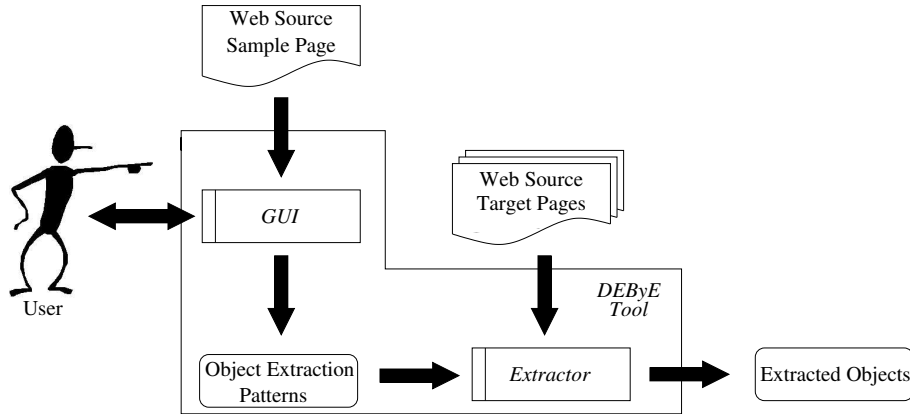 Web Source
Sample Page
Web Source
Target Pages
GUI
User
DEByE
Tool
Object Extraction
Patterns
Extractor
Extracted Objects